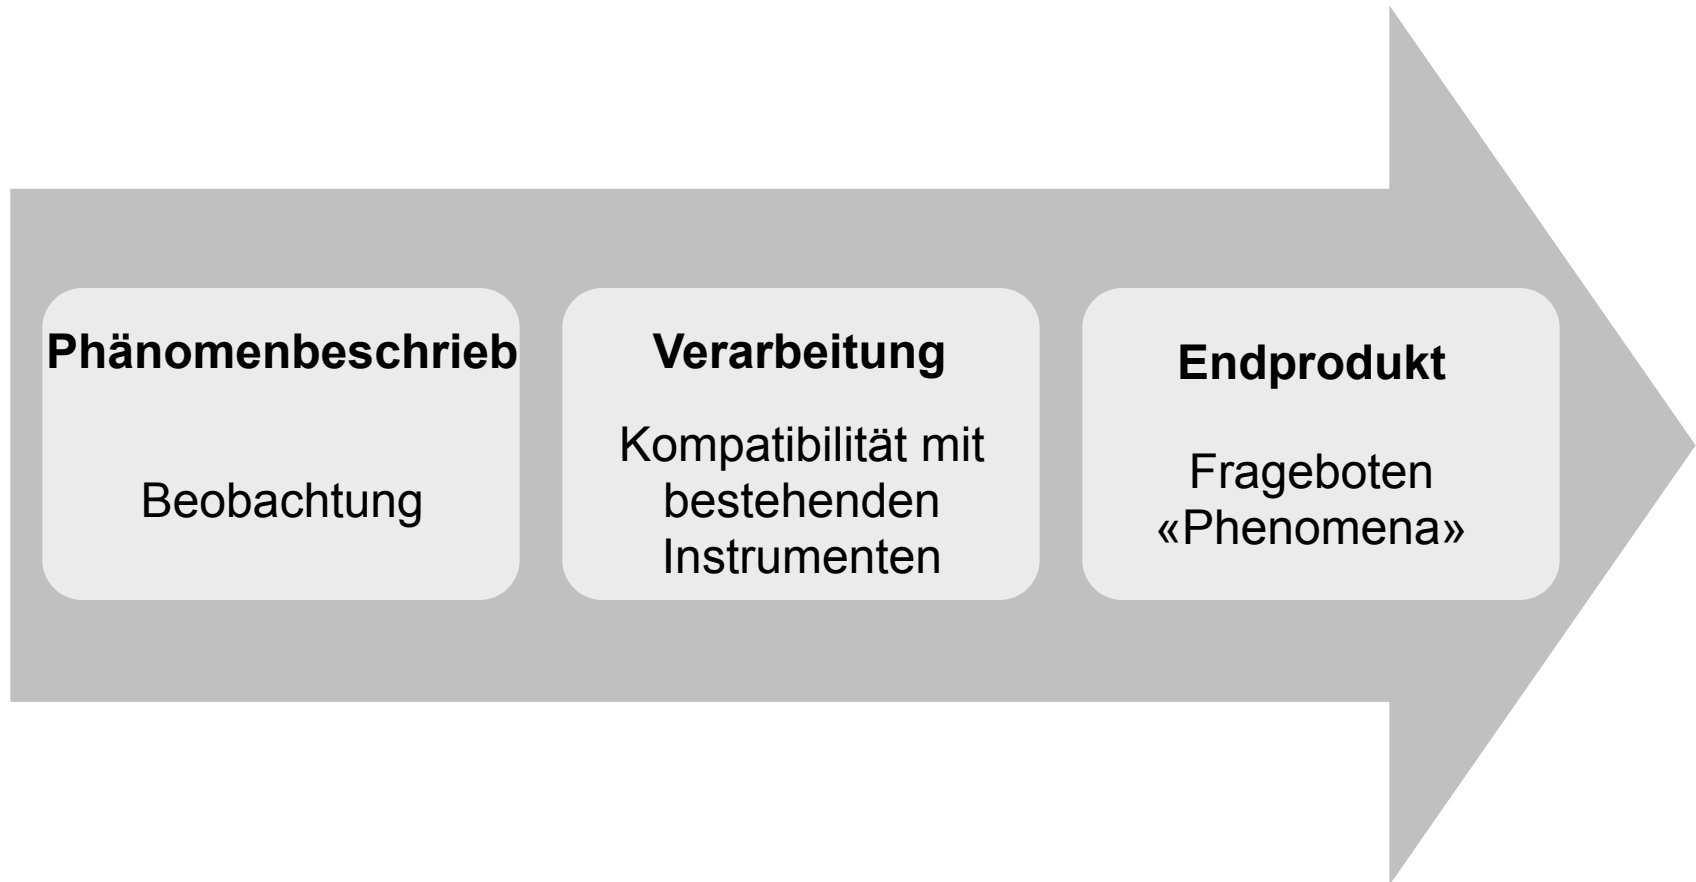 Phänomenbeschrieb
Beobachtung
Verarbeitung
Kompatibilität mit
bestehenden
Instrumenten
Endprodukt
Frageboten
«Phenomena»